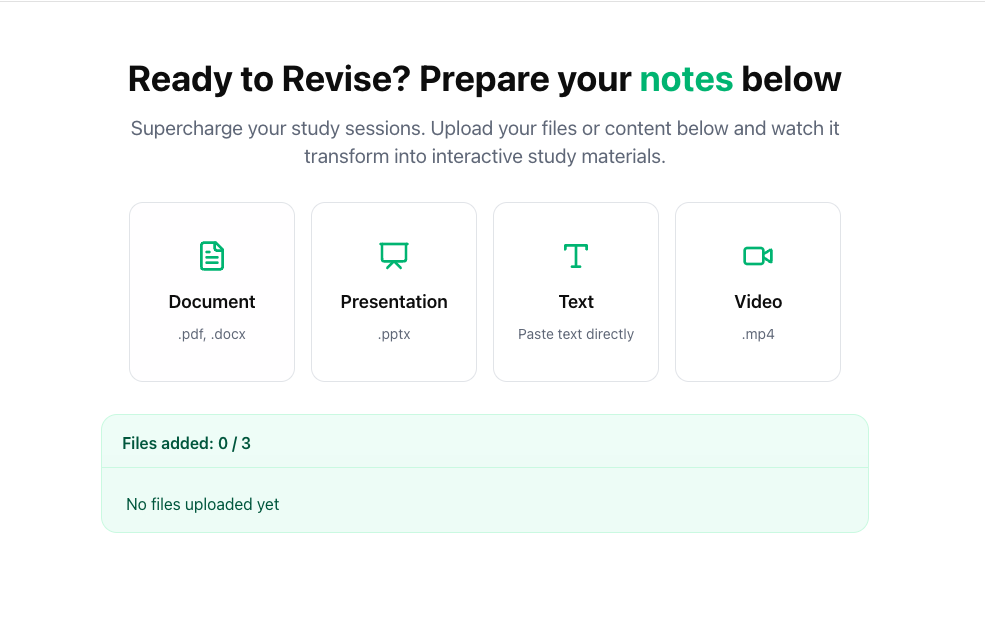 Ready to Revise? Prepare your notes below
Supercharge your study sessions. Upload your files or content below and watch it
transform into interactive study materials.
Document
.pdf, .docx
Presentation
.pptx
Text
Paste text directly
Video
.mp4
Files added: 0 / 3
No files uploaded yet